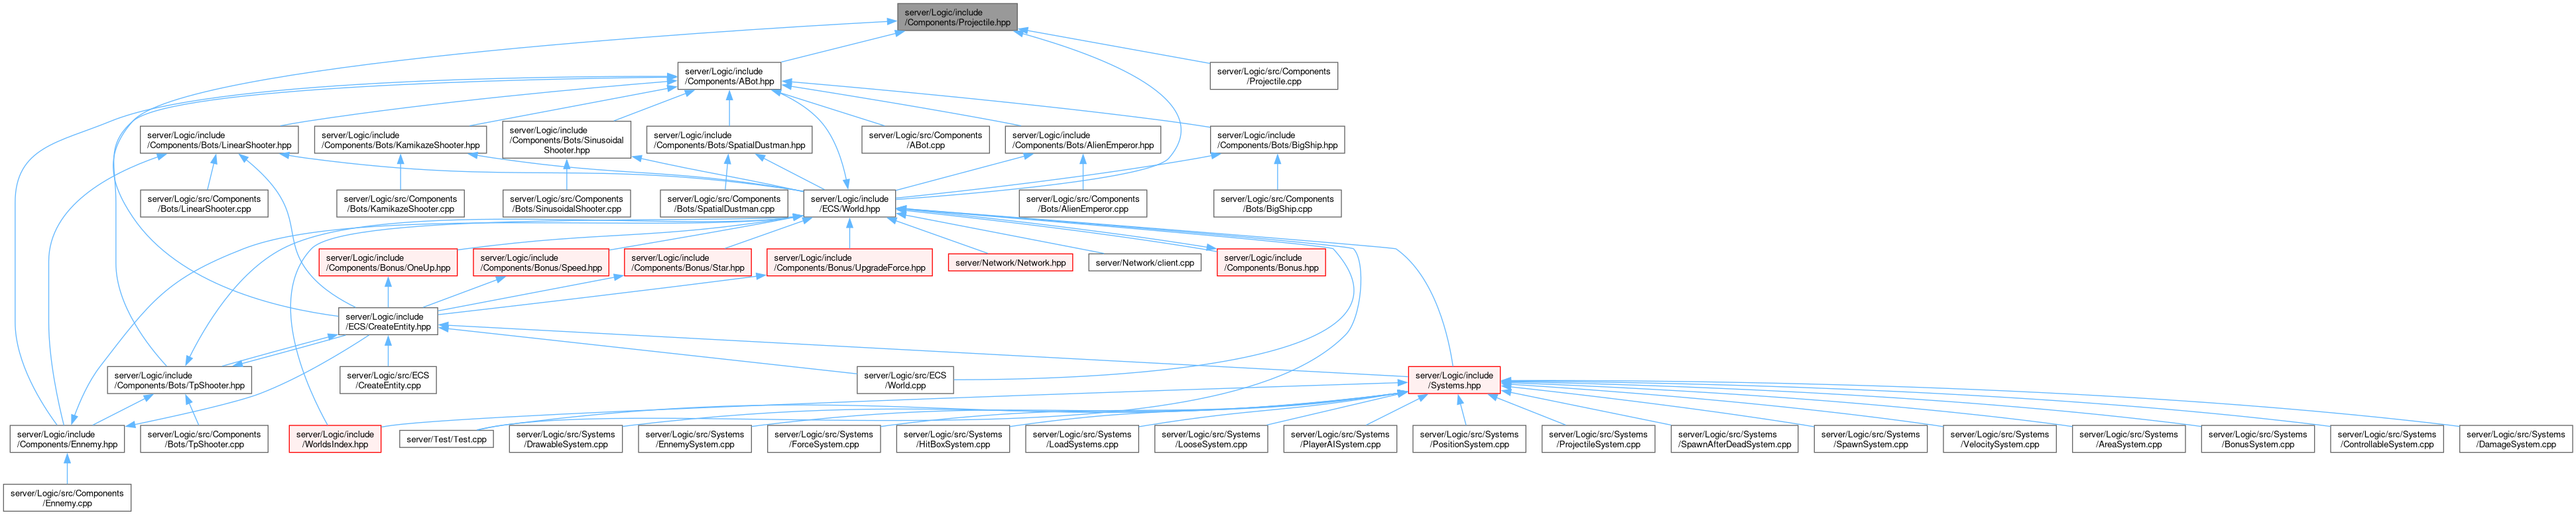 server/Logic/include
/Components/Projectile.hpp
server/Logic/include
/Components/ABot.hpp
server/Logic/src/Components
/Projectile.cpp
server/Logic/include
/Components/Bots/LinearShooter.hpp
server/Logic/include
/Components/Bots/KamikazeShooter.hpp
server/Logic/include
/Components/Bots/Sinusoidal
Shooter.hpp
server/Logic/include
/Components/Bots/SpatialDustman.hpp
server/Logic/src/Components
/ABot.cpp
server/Logic/include
/Components/Bots/AlienEmperor.hpp
server/Logic/include
/Components/Bots/BigShip.hpp
server/Logic/src/Components
/Bots/LinearShooter.cpp
server/Logic/src/Components
/Bots/KamikazeShooter.cpp
server/Logic/src/Components
/Bots/SinusoidalShooter.cpp
server/Logic/src/Components
/Bots/SpatialDustman.cpp
server/Logic/include
/ECS/World.hpp
server/Logic/src/Components
/Bots/AlienEmperor.cpp
server/Logic/src/Components
/Bots/BigShip.cpp
server/Logic/include
/Components/Bonus/OneUp.hpp
server/Logic/include
/Components/Bonus/Speed.hpp
server/Logic/include
/Components/Bonus/Star.hpp
server/Logic/include
/Components/Bonus/UpgradeForce.hpp
server/Network/Network.hpp
server/Network/client.cpp
server/Logic/include
/Components/Bonus.hpp
server/Logic/include
/ECS/CreateEntity.hpp
server/Logic/include
/Components/Bots/TpShooter.hpp
server/Logic/src/ECS
/CreateEntity.cpp
server/Logic/src/ECS
/World.cpp
server/Logic/include
/Systems.hpp
server/Logic/include
/Components/Ennemy.hpp
server/Logic/src/Components
/Bots/TpShooter.cpp
server/Logic/include
/WorldsIndex.hpp
server/Test/Test.cpp
server/Logic/src/Systems
/DrawableSystem.cpp
server/Logic/src/Systems
/EnnemySystem.cpp
server/Logic/src/Systems
/ForceSystem.cpp
server/Logic/src/Systems
/HitBoxSystem.cpp
server/Logic/src/Systems
/LoadSystems.cpp
server/Logic/src/Systems
/LooseSystem.cpp
server/Logic/src/Systems
/PlayerAISystem.cpp
server/Logic/src/Systems
/PositionSystem.cpp
server/Logic/src/Systems
/ProjectileSystem.cpp
server/Logic/src/Systems
/SpawnAfterDeadSystem.cpp
server/Logic/src/Systems
/SpawnSystem.cpp
server/Logic/src/Systems
/VelocitySystem.cpp
server/Logic/src/Systems
/AreaSystem.cpp
server/Logic/src/Systems
/BonusSystem.cpp
server/Logic/src/Systems
/ControllableSystem.cpp
server/Logic/src/Systems
/DamageSystem.cpp
server/Logic/src/Components
/Ennemy.cpp